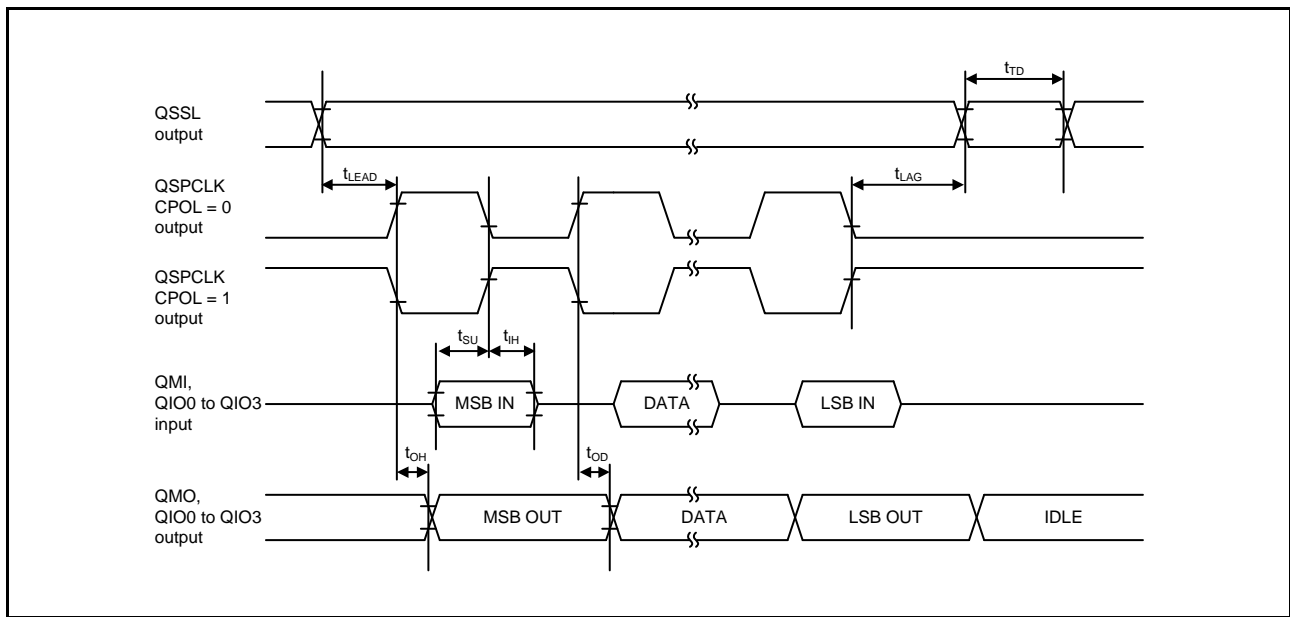 tTD
QSSL
output
tLEAD
tLAG
QSPCLK
CPOL = 0
output
QSPCLK
CPOL = 1
output
tSU
tIH
QMI,
QIO0 to QIO3
input
MSB IN
DATA
LSB IN
tOH
tOD
QMO,
QIO0 to QIO3
output
MSB OUT
DATA
LSB OUT
IDLE